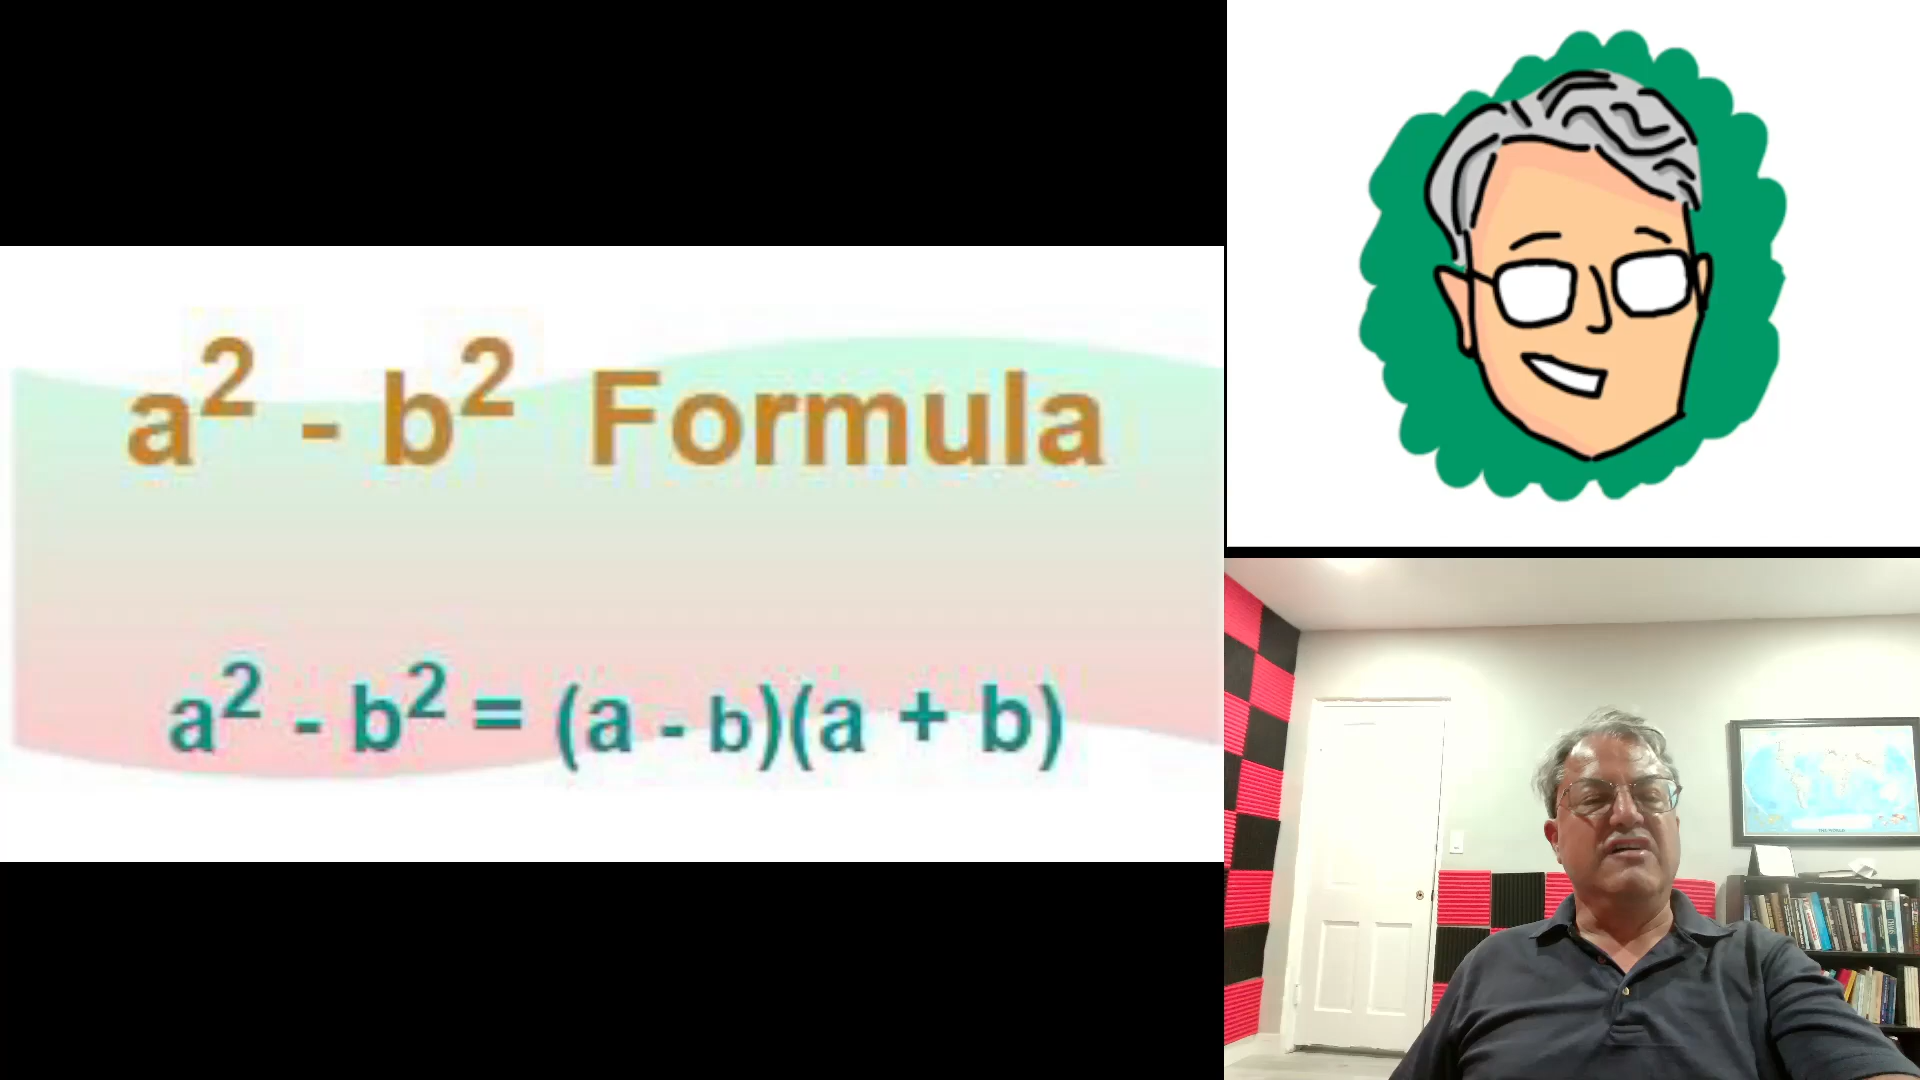 a² - b² Formula
a² - b² = (a - b)(a + b)